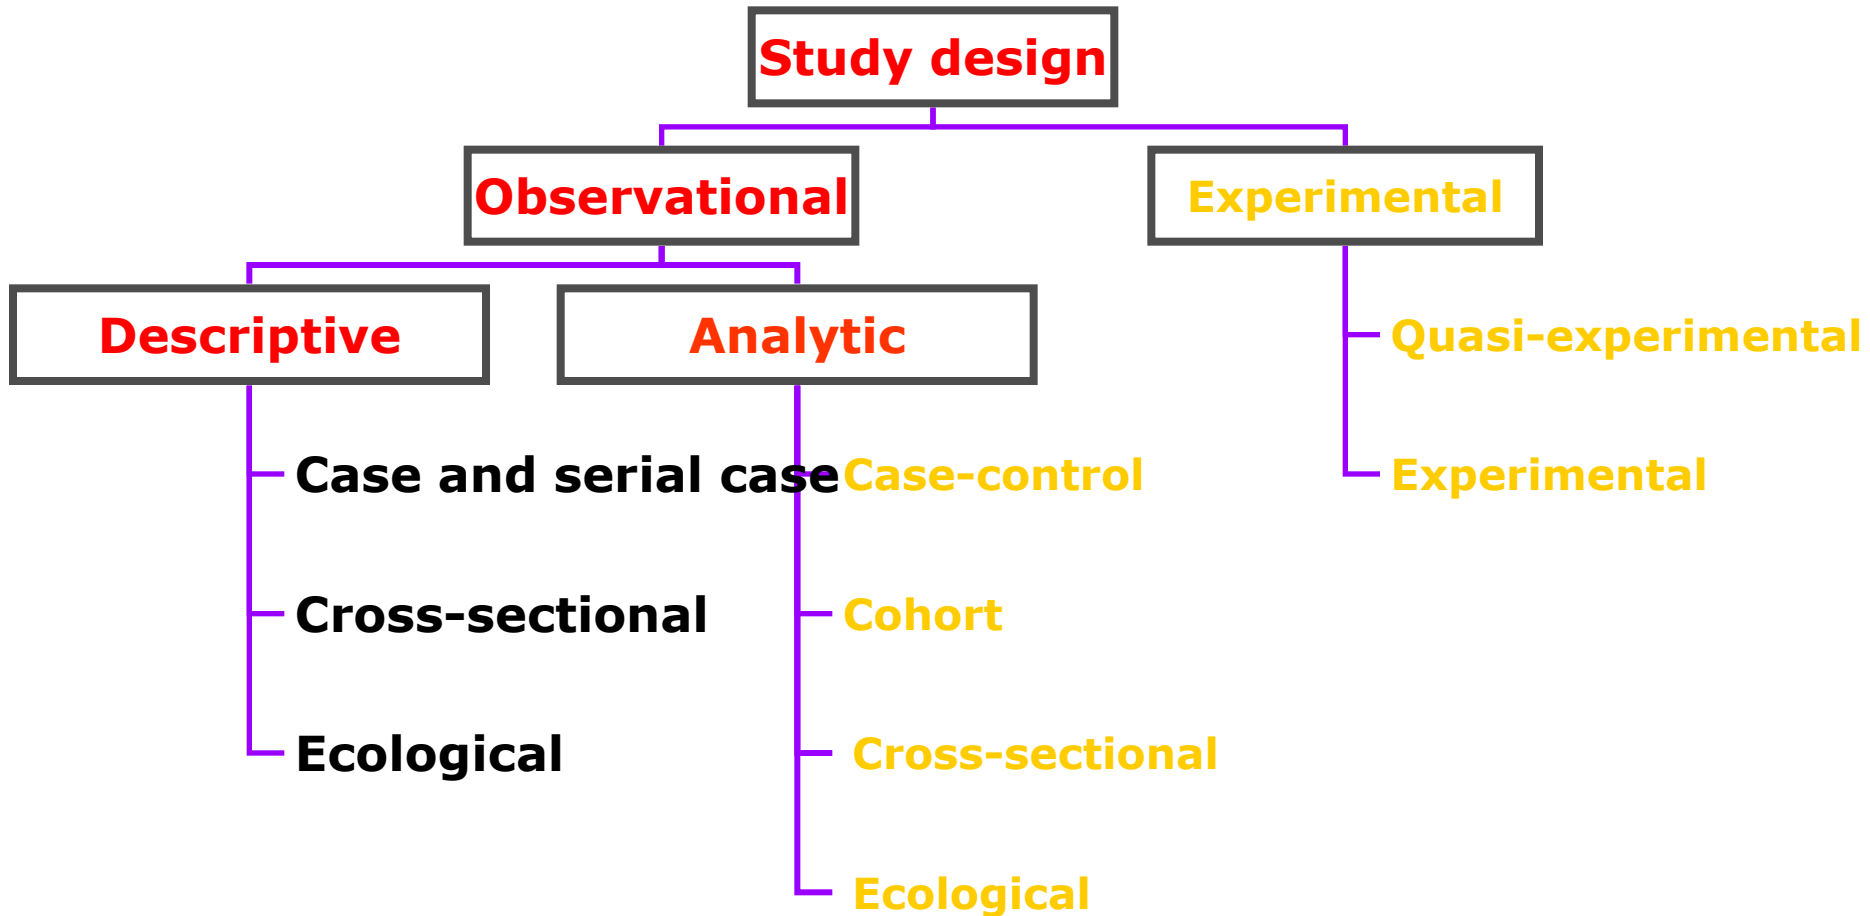 Study design
Observational
Experimental
Descriptive
Analytic
Quasi-experimental
Case and serial case
Case-control
Experimental
Cross-sectional
Cohort
Ecological
Cross-sectional
Ecological